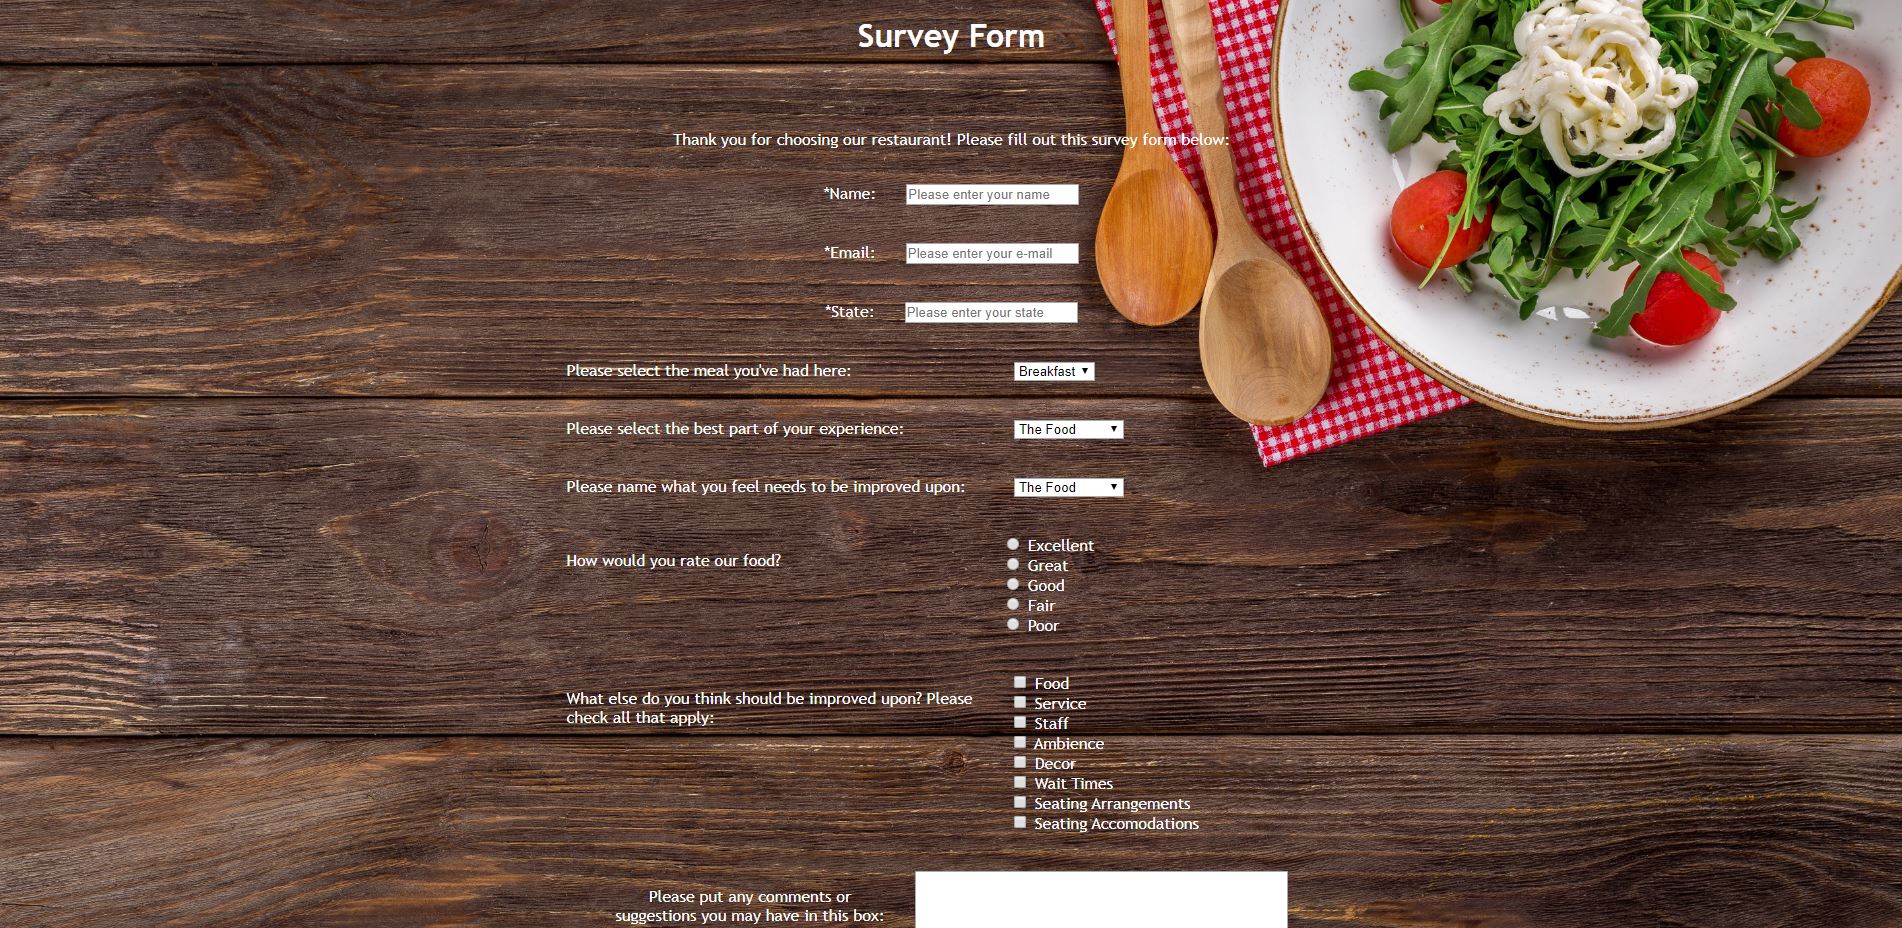 Survey Form
Thank you for choosing our restaurant! Please fill out this survey form below:
*Name: Please enter your name
*Email: Please enter your e-mail
*State: Please enter your state
Please select the meal you've had here: Breakfast
Please select the best part of your experience: The Food
Please name what you feel needs to be improved upon: The Food
How would you rate our food?
Excellent
Great
Good
Fair
Poor
What else do you think should be improved upon? Please
check all that apply:
Food
Service
Staff
Ambience
Decor
Wait Times
Seating Arrangements
Seating Accomodations
Please put any comments or
suggestions you may have in this box: